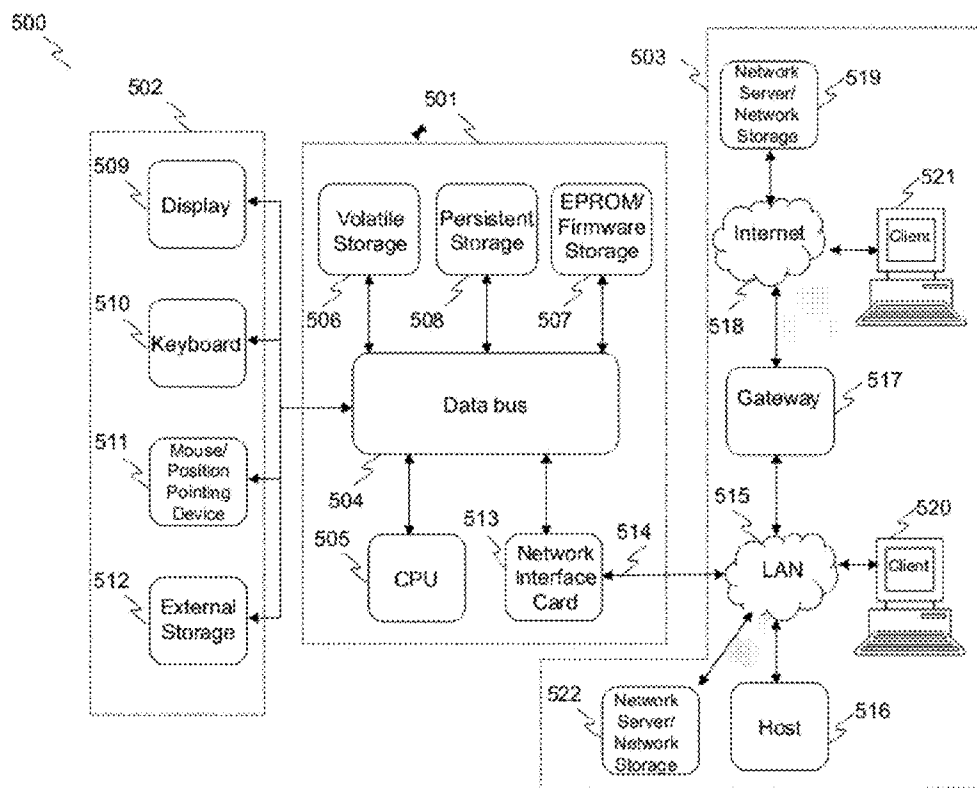 500
502
509
Display
510
Keyboard
511
Mouse/
Position
Pointing
Device
512
External
Storage
501
Volatile
Storage
506
Persistent
Storage
508
EPROM/
Firmware
Storage
507
Data bus
504
505
CPU
513
Network
Interface
Card
514
503
Network
Server/
Network
Storage
519
Internet
518
521
Client
Gateway
517
515
LAN
520
Client
522
Network
Server/
Network
Storage
Host
516